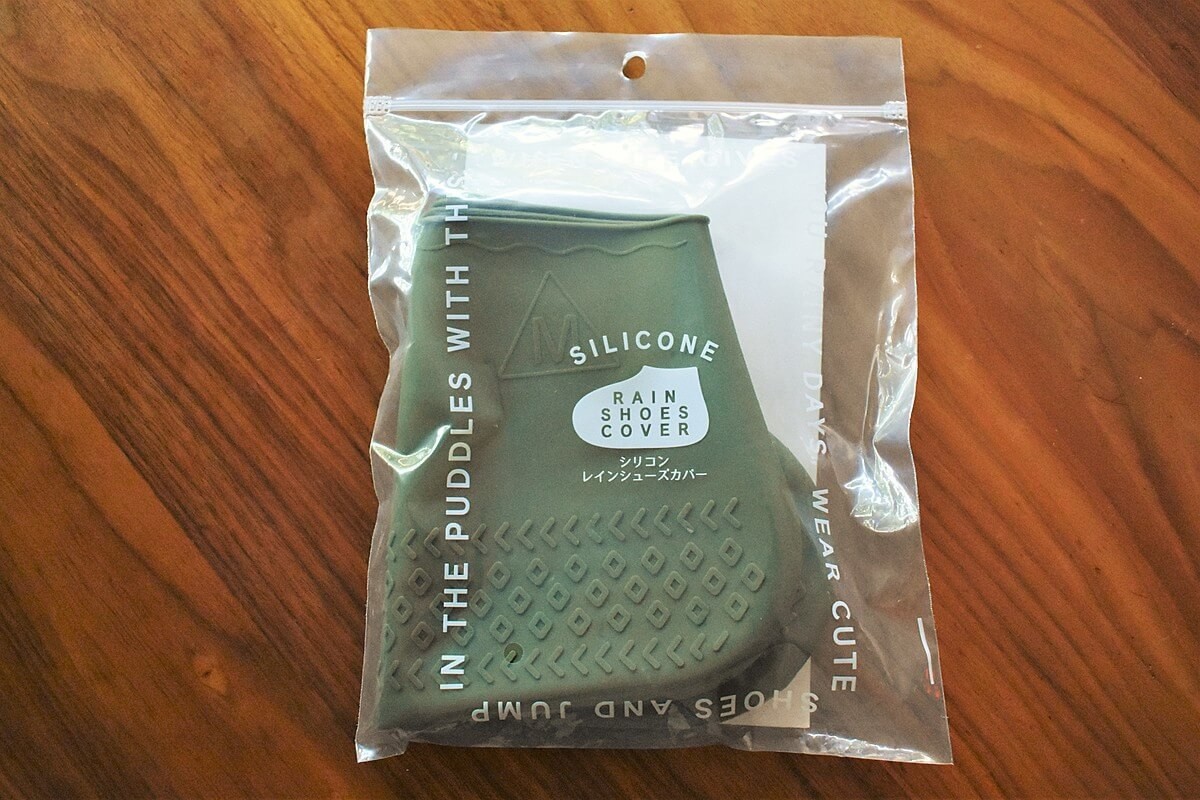 M
SILICONE
RAIN
SHOES
COVER
シリコン
レインシューズカバー
DAYS WEAR CUTE
SHOES AND JUMP
IN THE PUDDLES WITH